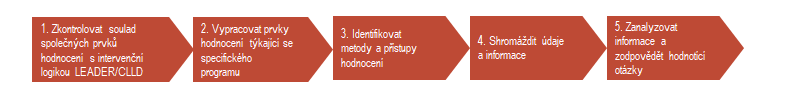 1. Zkontrolovat soulad
společných prvků
hodnocení s intervenční
logikou LEADER/CLLD
2. Vypracovat prvky
hodnocení týkající se
specifického
programu
3. Identifikovat
metody a přístupy
hodnocení
4. Shromáždit údaje
a informace
5. Zanalyzovat
informace a
zodpovědět hodnotící
otázky